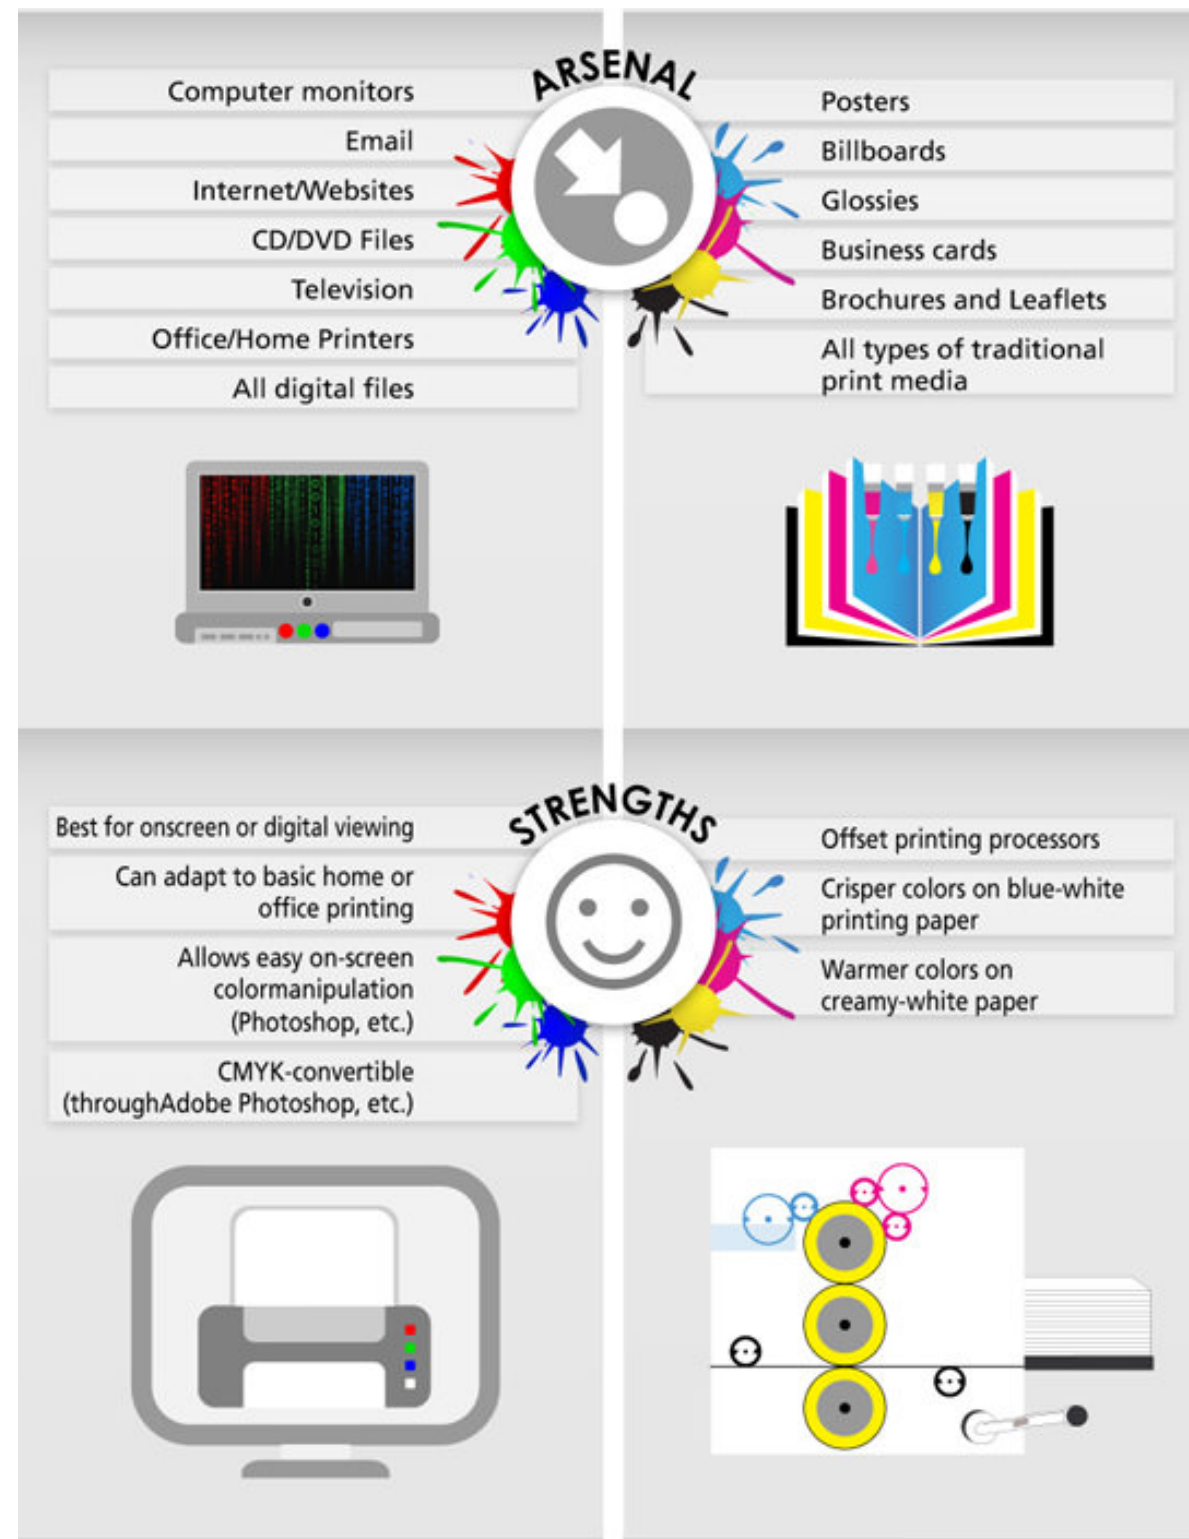 ARSENAL
Computer monitors
Email
Internet/Websites
CD/DVD Files
Television
Office/Home Printers
All digital files
Posters
Billboards
Glossies
Business cards
Brochures and Leaflets
All types of traditional
print media
STRENGTHS
Best for onscreen or digital viewing
Can adapt to basic home or
office printing
Allows easy on-screen
colormanipulation
(Photoshop, etc.)
CMYK-convertible
(throughAdobe Photoshop, etc.)
Offset printing processors
Crisper colors on blue-white
printing paper
Warmer colors on
creamy-white paper